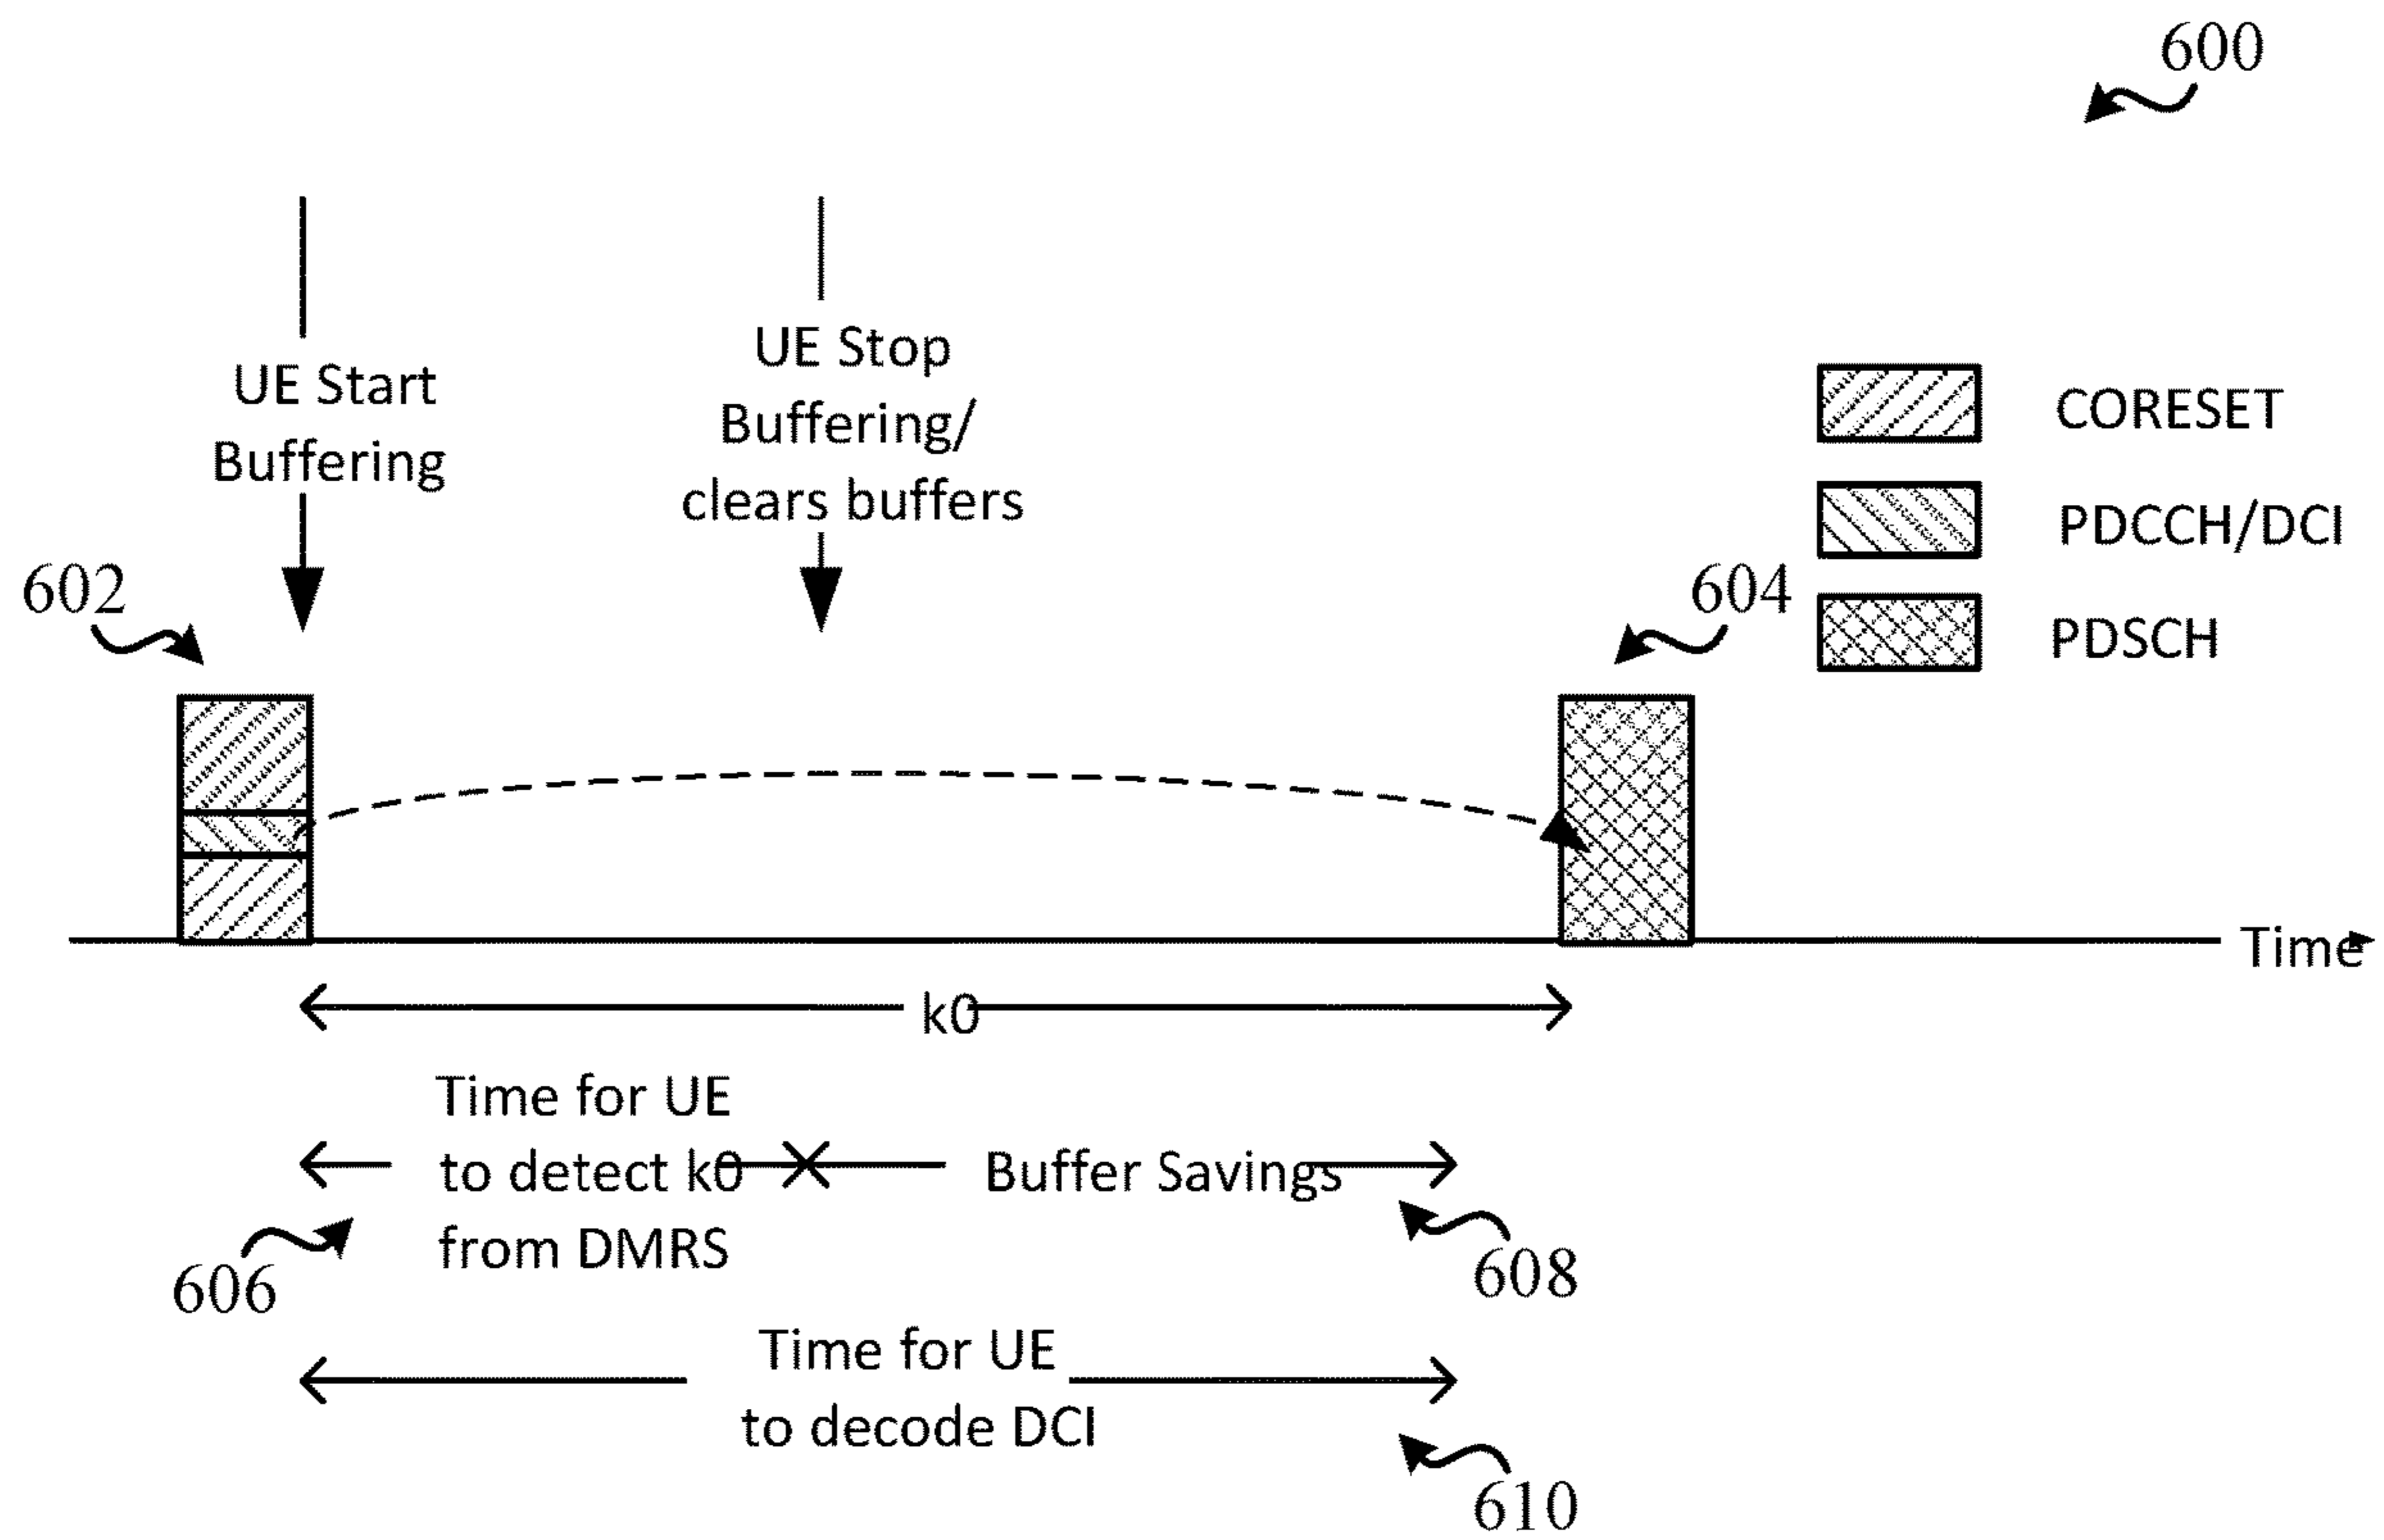 600
UE Start
Buffering
UE Stop
Buffering/
clears buffers
CORESET
PDCCH/DCI
PDSCH
602
604
Time
k0
Time for UE
to detect k0
from DMRS
Buffer Savings
606
608
Time for UE
to decode DCI
610